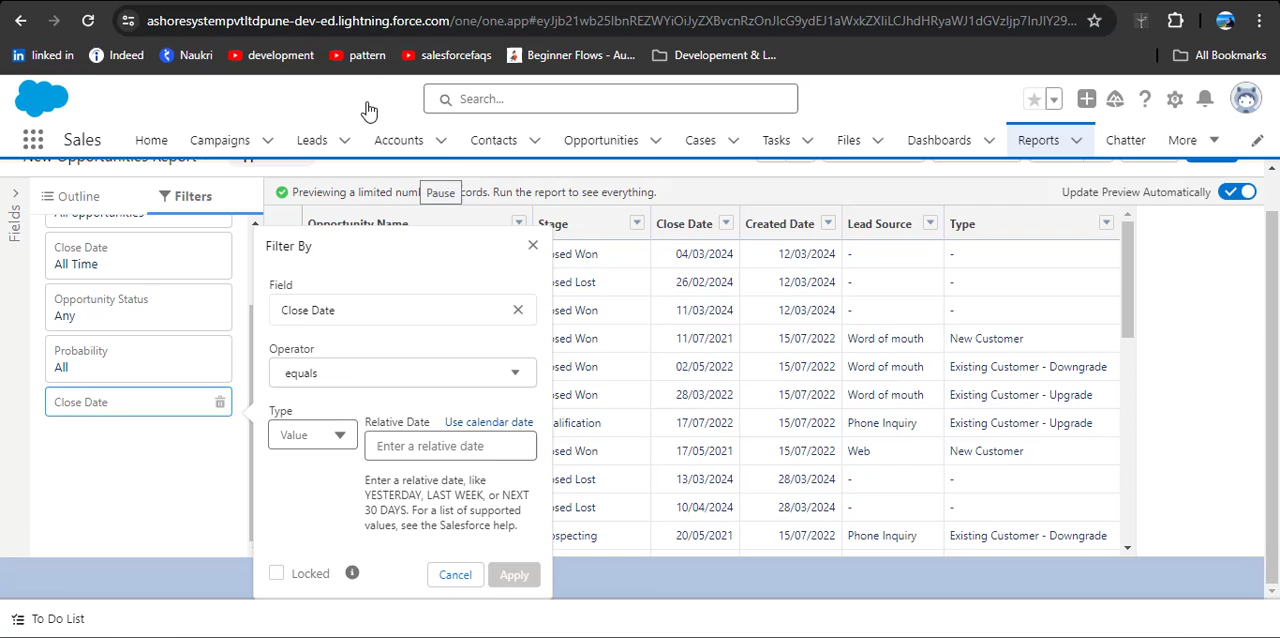 ashoresystempvtltdpune-dev-ed.lightning.force.com/one/one.app#eyJjb21wb25lbnREZWYiOiJyZXBvcnRzOnJlcG9ydEJ1aWxkZXIiLCJhdHRyaWJ1dGVzIjp7InJlY29...
linked in Indeed Naukri development pattern salesforcefaqs Beginner Flows - Au... Developement & L... All Bookmarks
Search...
Sales Home Campaigns Leads Accounts Contacts Opportunities Cases Tasks Files Dashboards Reports Chatter More
New Opportunities Report
Fields
Outline Filters
Previewing a limited num cords. Run the report to see everything.
Pause
Update Preview Automatically
All opportunities
Close Date
All Time
Opportunity Status
Any
Probability
All
Close Date
Opportunity Name Stage Close Date Created Date Lead Source Type
osed Won 04/03/2024 12/03/2024 - -
osed Lost 26/02/2024 12/03/2024 - -
osed Won 11/03/2024 12/03/2024 - -
osed Won 11/07/2021 15/07/2022 Word of mouth New Customer
osed Won 02/05/2022 15/07/2022 Word of mouth Existing Customer - Downgrade
osed Won 28/03/2022 15/07/2022 Word of mouth Existing Customer - Upgrade
alification 17/07/2022 15/07/2022 Phone Inquiry Existing Customer - Upgrade
osed Won 17/05/2021 15/07/2022 Web New Customer
osed Lost 13/03/2024 28/03/2024 - -
osed Lost 10/04/2024 28/03/2024 - -
ospecting 20/05/2021 15/07/2022 Phone Inquiry Existing Customer - Downgrade
Filter By
Field
Close Date
Operator
equals
Type
Value
Relative Date Use calendar date
Enter a relative date
Enter a relative date, like
YESTERDAY, LAST WEEK, or NEXT
30 DAYS. For a list of supported
values, see the Salesforce help.
Locked
Cancel Apply
To Do List